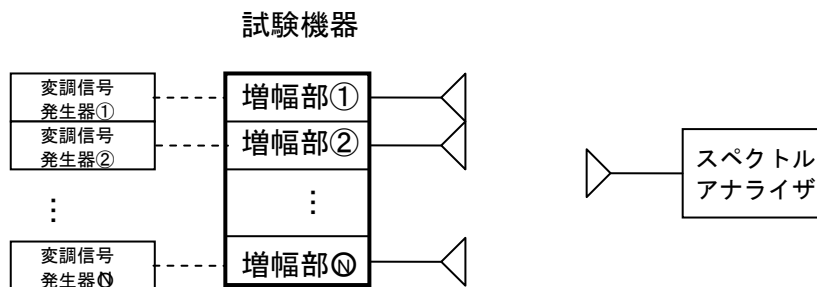 試験機器
変調信号
発生器①
増幅部①
変調信号
発生器②
増幅部②
スペクトル
アナライザ
⋮
⋮
変調信号
発生器Ⓝ
増幅部Ⓝ